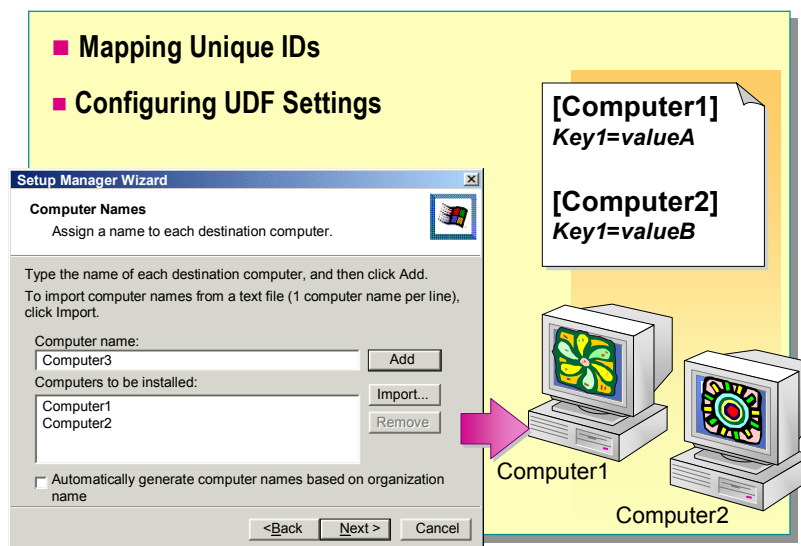 Mapping Unique IDs
Configuring UDF Settings
[Computer1]
Key1=valueA
[Computer2]
Key1=valueB
Setup Manager Wizard
Computer Names
Assign a name to each destination computer.
Type the name of each destination computer, and then click Add.
To import computer names from a text file (1 computer name per line),
click Import.
Computer name:
Computer3
Add
Computers to be installed:
Computer1
Computer2
Import...
Remove
Automatically generate computer names based on organization
name
<Back
Next >
Cancel
Computer1
Computer2